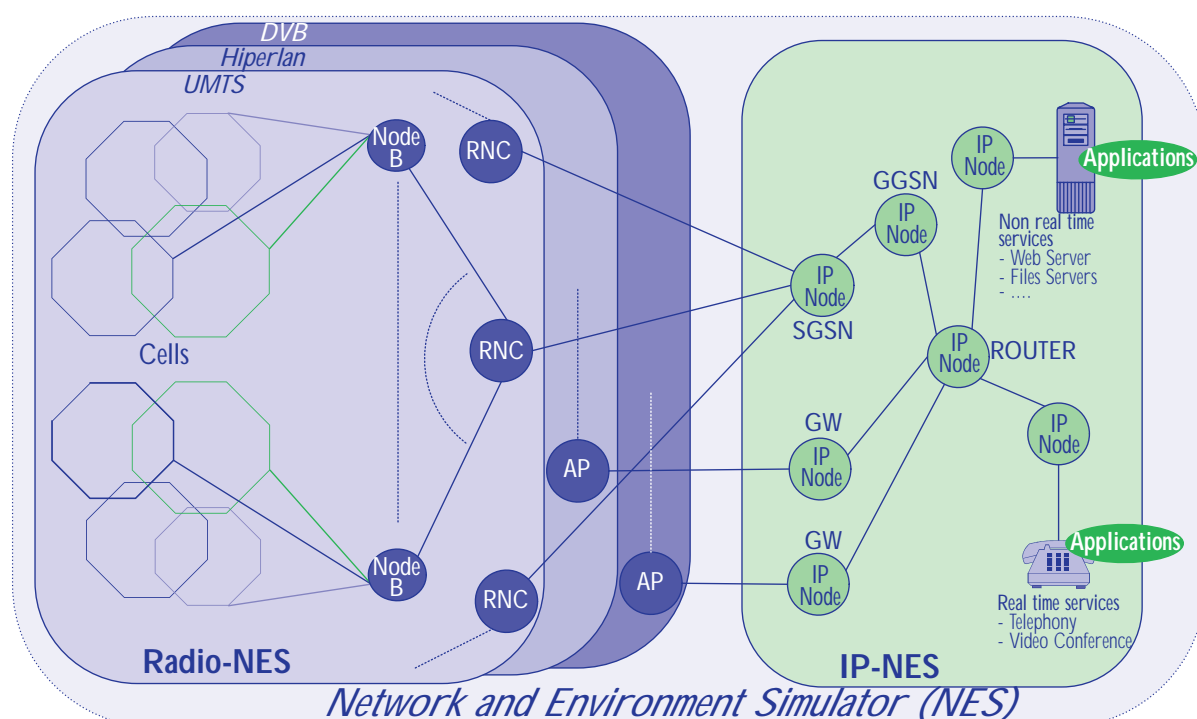 DVB
Hiperlan
UMTS
Node
B
RNC
Cells
RNC
AP
Node
B
RNC
AP
Radio-NES
IP
Node
Applications
GGSN
IP
Node
Non real time
services
- Web Server
- Files Servers
- ....
IP
Node
SGSN
IP
Node
ROUTER
GW
IP
Node
IP
Node
GW
IP
Node
Applications
Real time services
- Telephony
- Video Conference
IP-NES
Network and Environment Simulator (NES)